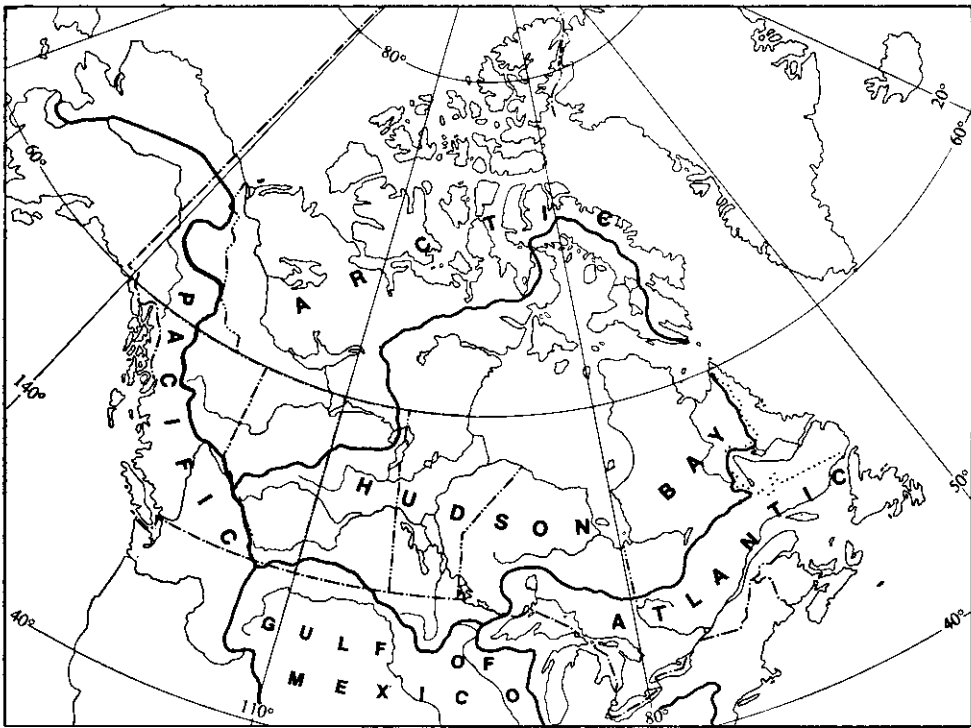 80°
20°
60°
60°
ARCTIC
PACIFIC
140°
HUDSON BAY
50°
ATLANTIC
GULF OF
MEXICO
40°
40°
110°
80°